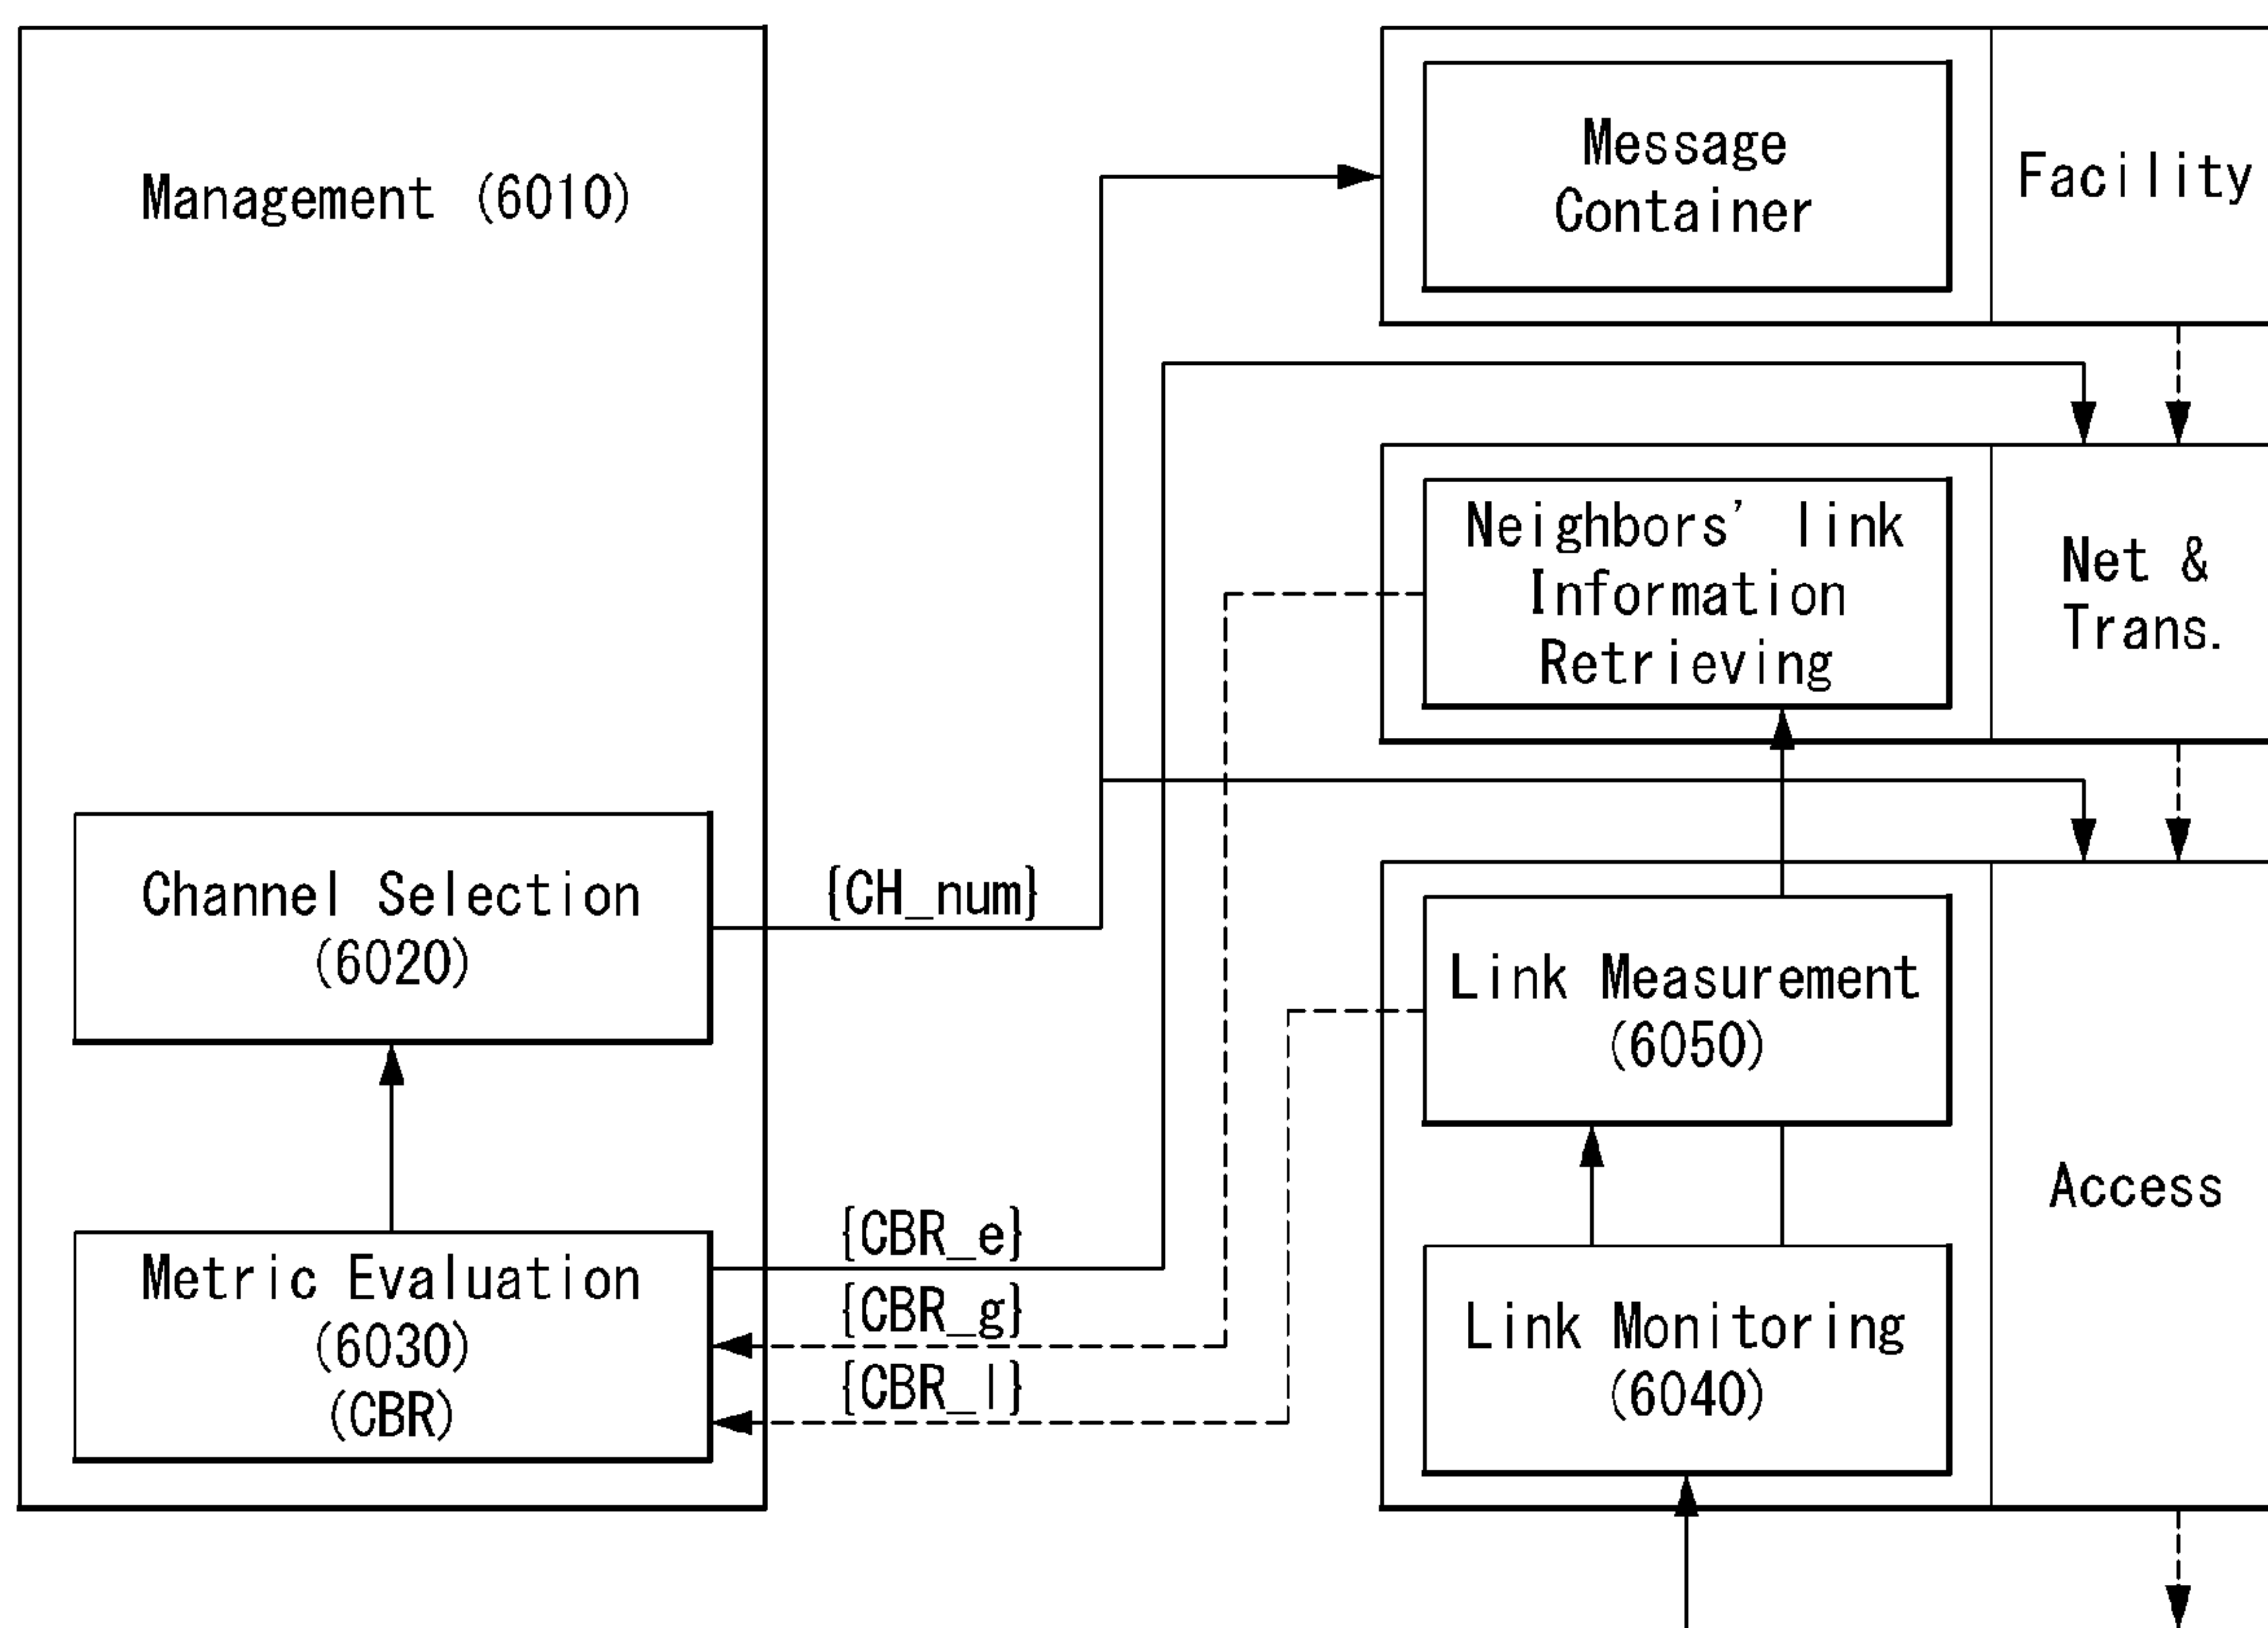 Management (6010)
Channel Selection
(6020)
Metric Evaluation
(6030)
(CBR)
{CH_num}
{CBR_e}
{CBR_g}
{CBR_l}
Message
Container
Facility
Neighbors' link
Information
Retrieving
Net &
Trans.
Link Measurement
(6050)
Link Monitoring
(6040)
Access